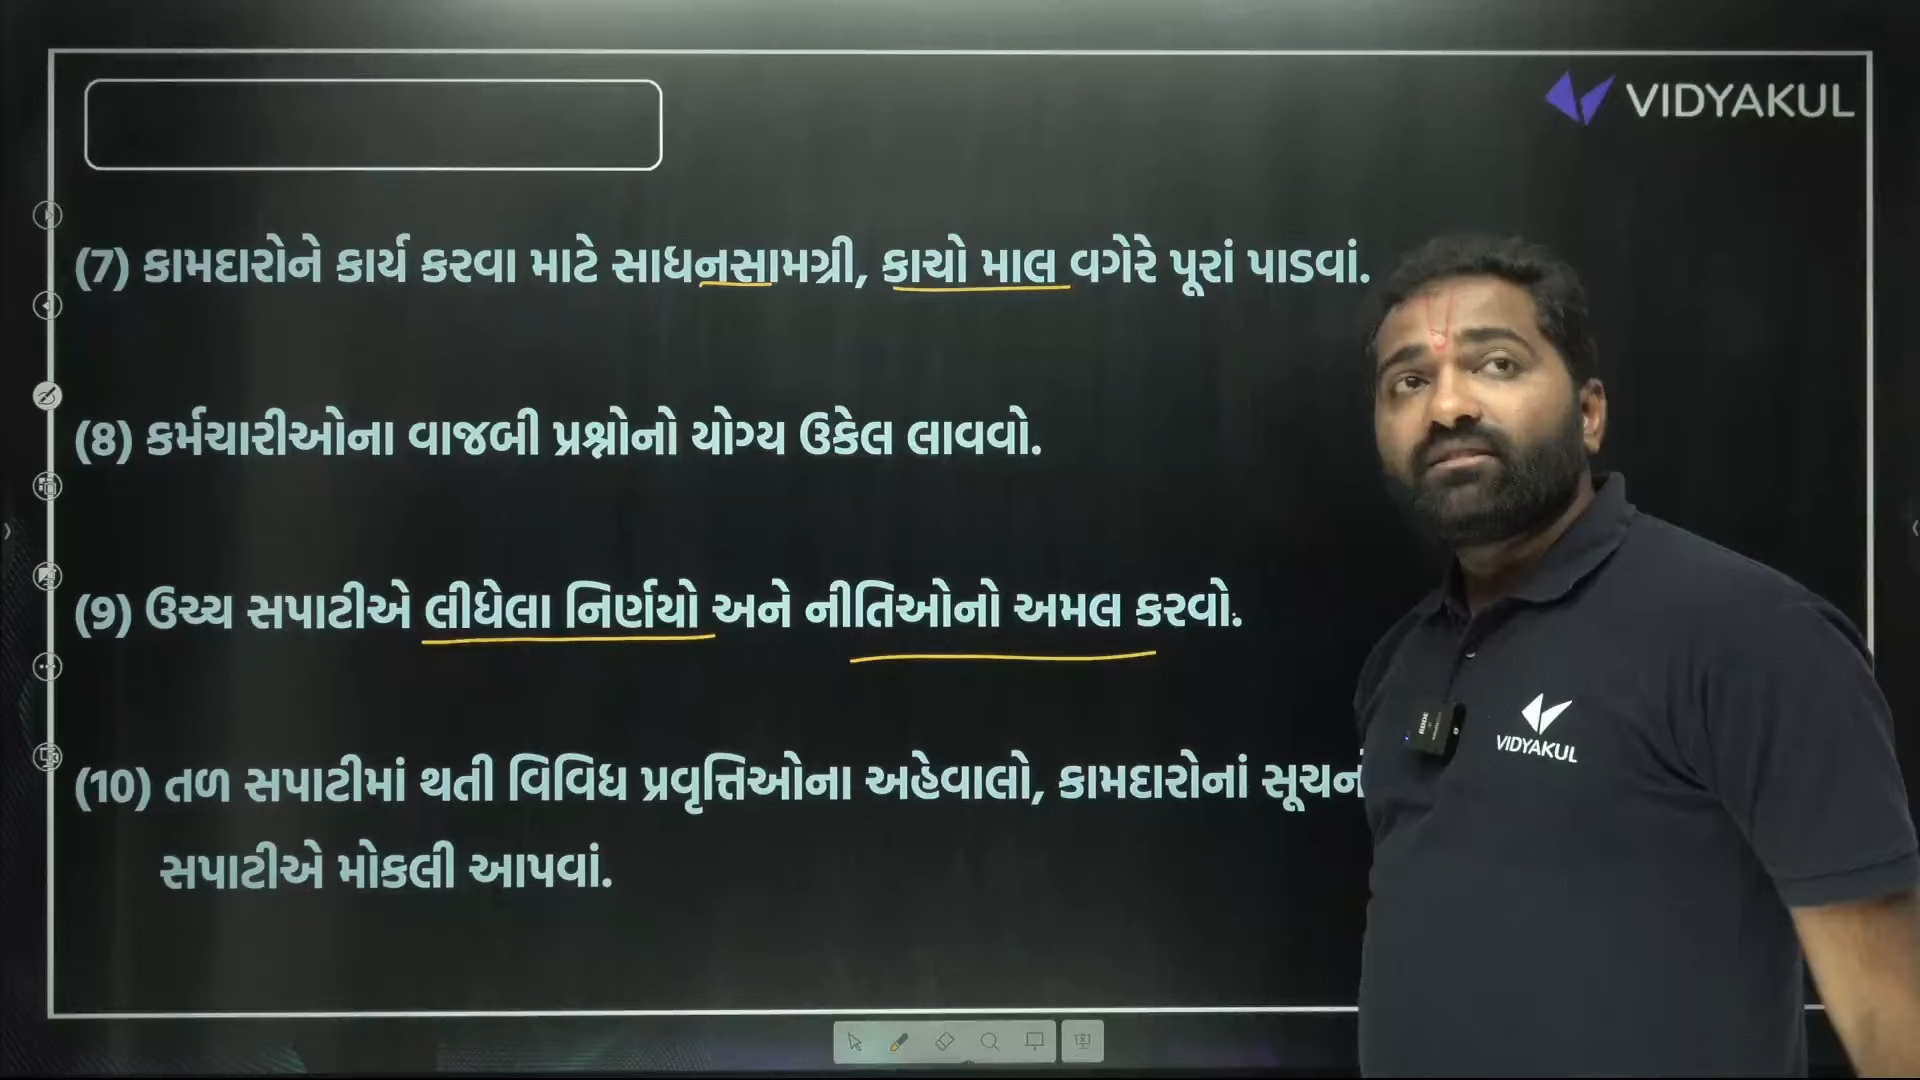 VIDYAKUL
(7) કામદારોને કાર્ય કરવા માટે સાધનસામગ્રી, કાચો માલ વગેરે પૂરાં પાડવાં.
(8) કર્મચારીઓના વાજબી પ્રશ્નોનો યોગ્ય ઉકેલ લાવવો.
(9) ઉચ્ચ સપાટીએ લીધેલા નિર્ણયો અને નીતિઓનો અમલ કરવો.
(10) તળ સપાટીમાં થતી વિવિધ પ્રવૃત્તિઓના અહેવાલો, કામદારોનાં
સપાટીએ મોકલી આપવાં.
RODE
VIDYAKUL